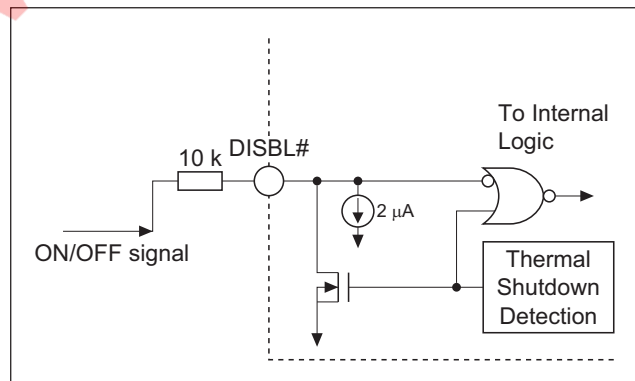 To Internal
Logic
10 k
DISBL#
2 μA
ON/OFF signal
Thermal
Shutdown
Detection